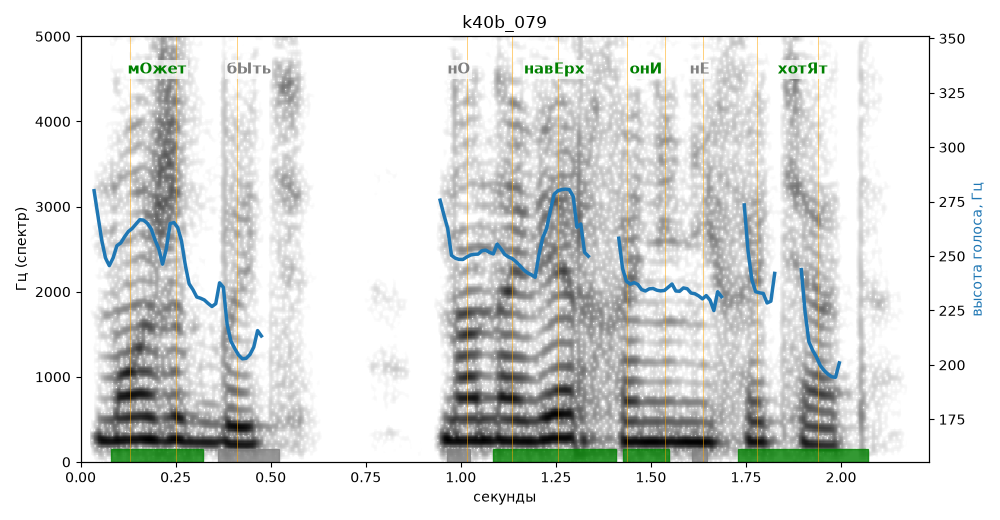 k40b_079
5000
4000
3000
2000
1000
0
Гц (спектр)
мОжет бЫть нО навЕрх онИ нЕ хотЯт
350
325
300
275
250
225
200
175
высота голоса, Гц
0.00 0.25 0.50 0.75 1.00 1.25 1.50 1.75 2.00
секунды